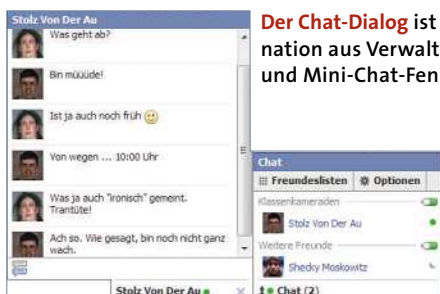 Stolz Von Der Au
Was geht ab?
Bin müüüde!
Ist ja auch noch früh
Von wegen ... 10:00 Uhr
Was ja auch "ironisch" gemeint.
Trantüte!
Ach so. Wie gesagt, bin noch nicht ganz
wach.
Stolz Von Der Au
Der Chat-Dialog ist
nation aus Verwalt
und Mini-Chat-Fen
Chat
Freundeslisten Optionen
Klassenkameraden
Stolz Von Der Au
Weitere Freunde
Shecky Moskowitz
Chat (2)